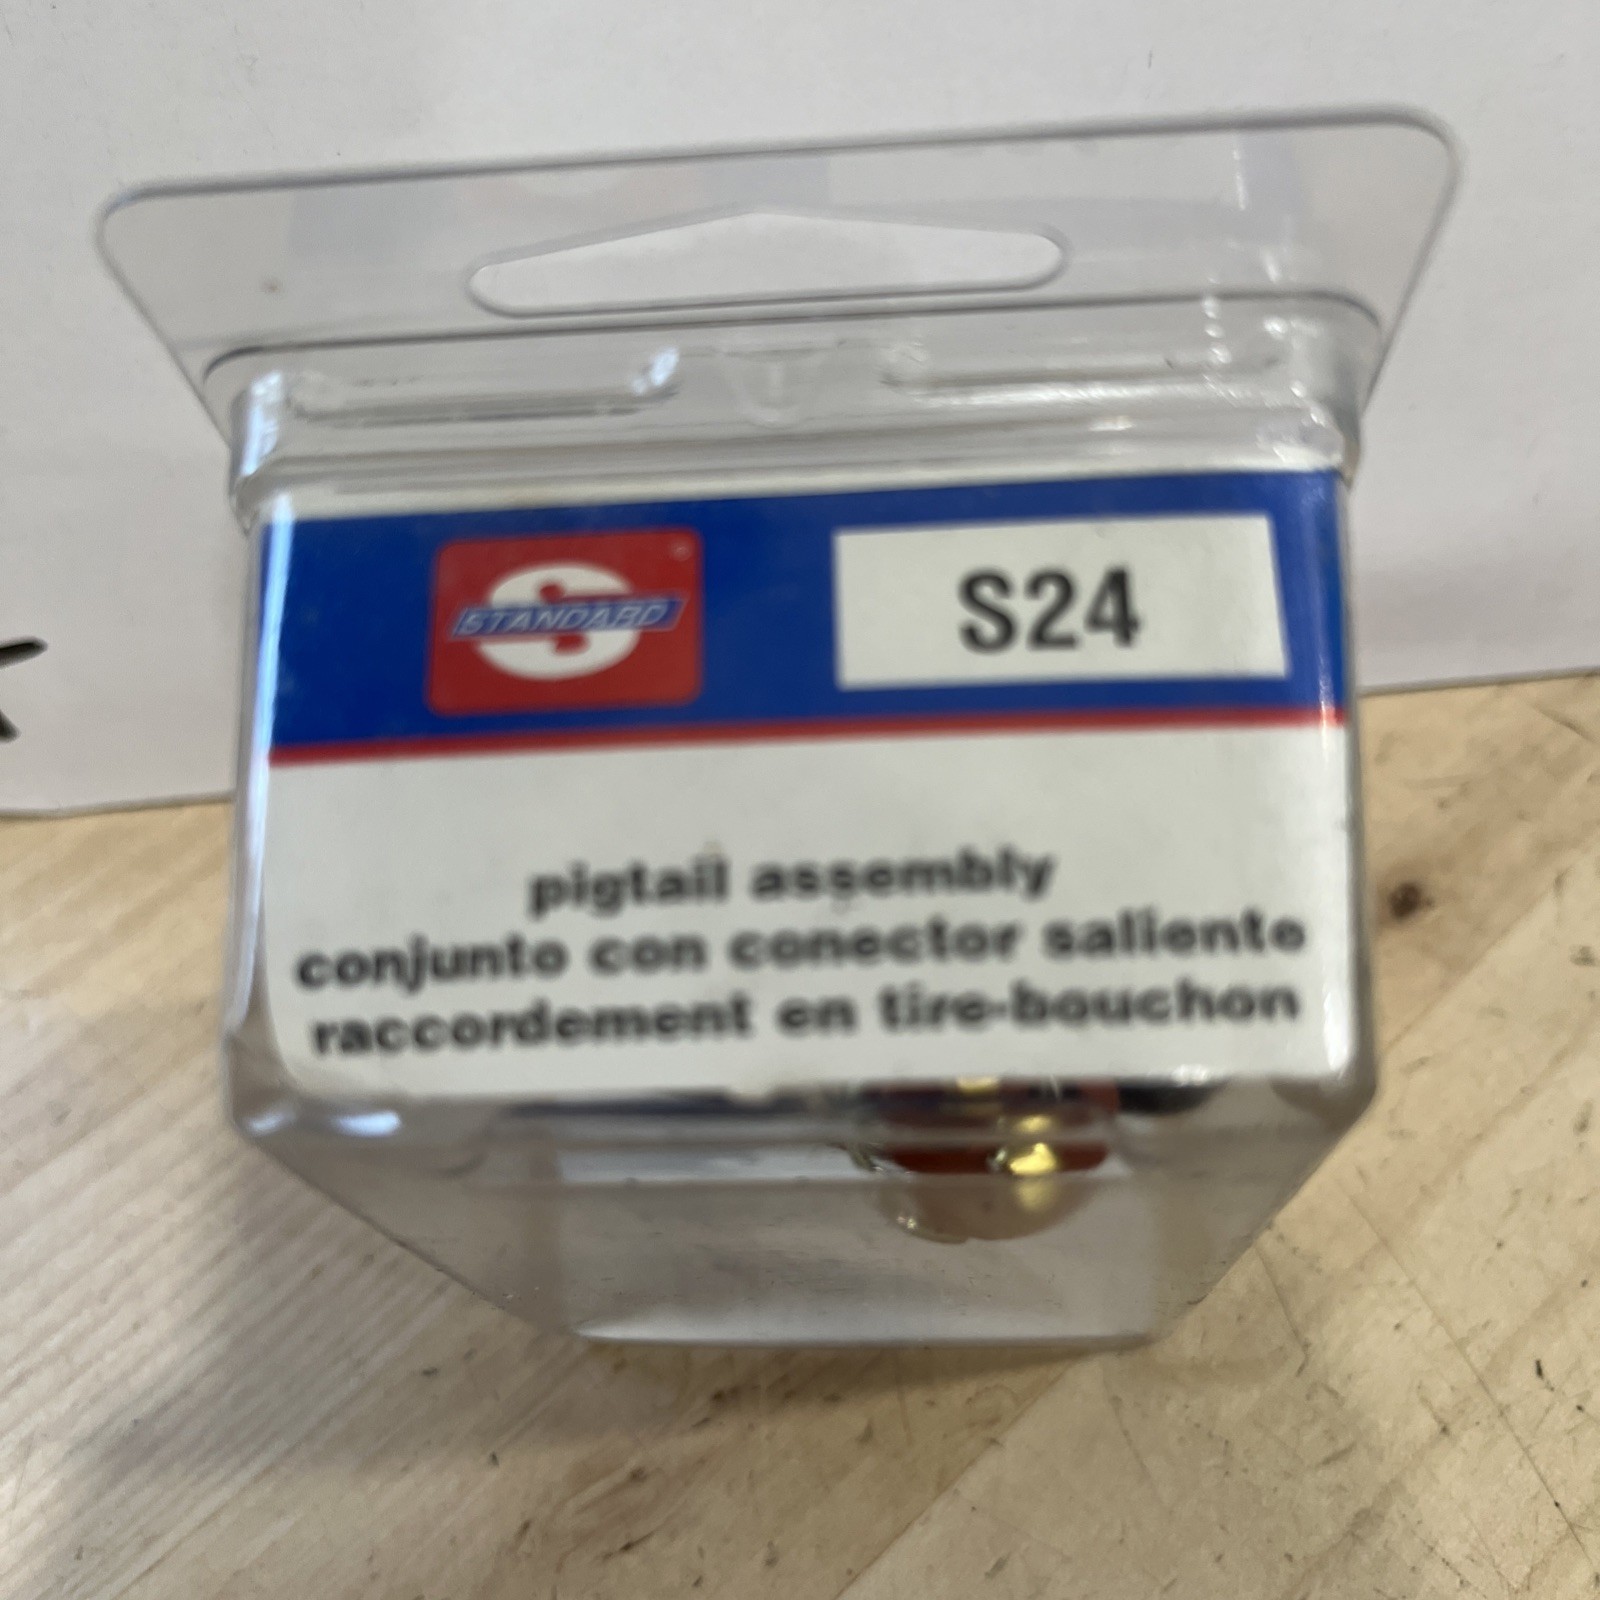 S
STANDARD
®
S24
pigtail assembly
conjunto con conector saliente
raccordement en tire-bouchon